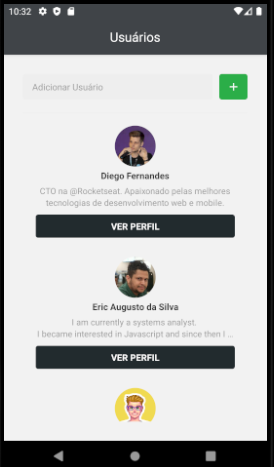 10:32
Usuários
Adicionar Usuário
+
Diego Fernandes
CTO na @Rocketseat. Apaixonado pelas melhores
tecnologias de desenvolvimento web e mobile.
VER PERFIL
Eric Augusto da Silva
I am currently a systems analyst.
I became interested in Javascript and since then I ...
VER PERFIL